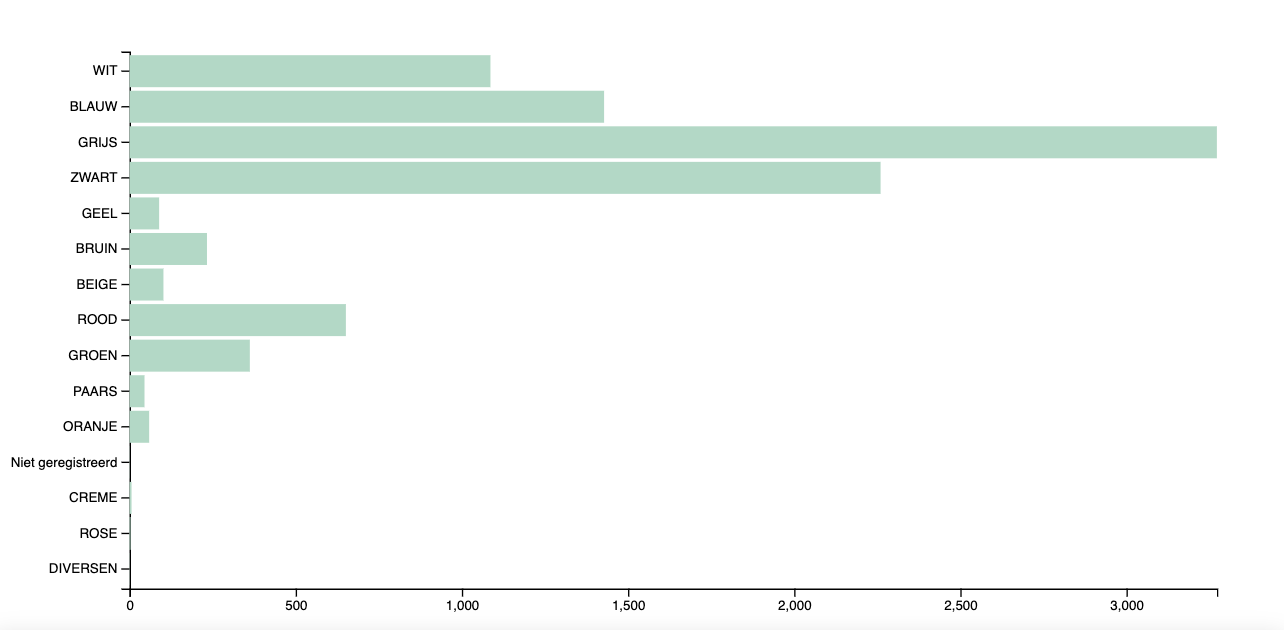 WIT
BLAUW
GRIJS
ZWART
GEEL
BRUIN
BEIGE
ROOD
GROEN
PAARS
ORANJE
Niet geregistreerd
CREME
ROSE
DIVERSEN
0 500 1,000 1,500 2,000 2,500 3,000